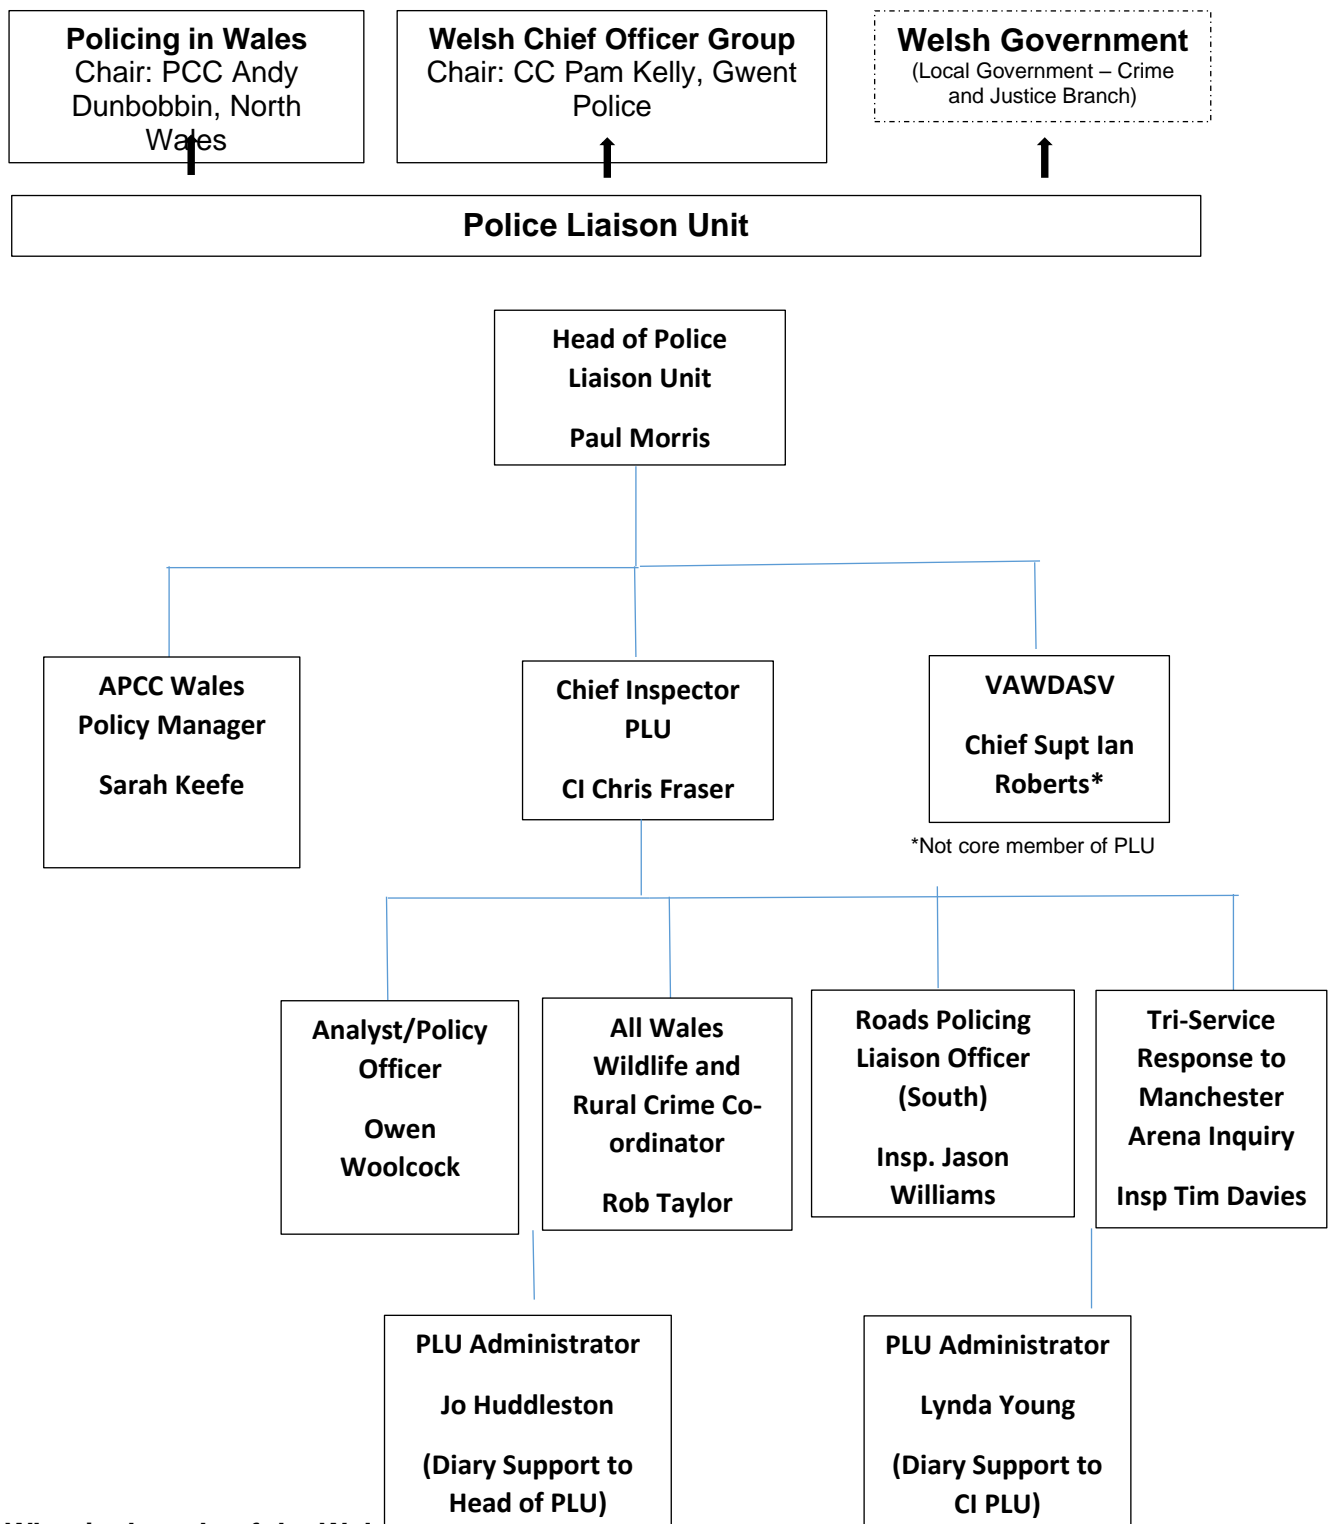 Policing in Wales
Chair: PCC Andy
Dunbobbin, North
Wales
Welsh Chief Officer Group
Chair: CC Pam Kelly, Gwent
Police
Welsh Government
(Local Government – Crime
and Justice Branch)
Police Liaison Unit
Head of Police
Liaison Unit
Paul Morris
APCC Wales
Policy Manager
Sarah Keefe
Chief Inspector
PLU
CI Chris Fraser
VAWDASV
Chief Supt Ian
Roberts*
*Not core member of PLU
Analyst/Policy
Officer
Owen
Woolcock
All Wales
Wildlife and
Rural Crime Co-
ordinator
Rob Taylor
Roads Policing
Liaison Officer
(South)
Insp. Jason
Williams
Tri-Service
Response to
Manchester
Arena Inquiry
Insp Tim Davies
PLU Administrator
Jo Huddleston
(Diary Support to
Head of PLU)
PLU Administrator
Lynda Young
(Diary Support to
CI PLU)